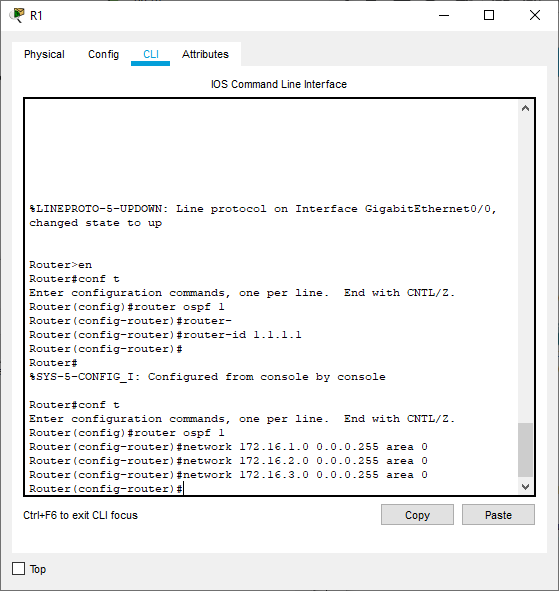 R1
Physical Config CLI Attributes
IOS Command Line Interface
%LINEPROTO-5-UPDOWN: Line protocol on Interface GigabitEthernet0/0,
changed state to up
Router>en
Router#conf t
Enter configuration commands, one per line.  End with CNTL/Z.
Router(config)#router ospf 1
Router(config-router)#router-
Router(config-router)#router-id 1.1.1.1
Router(config-router)#
Router#
%SYS-5-CONFIG_I: Configured from console by console
Router#conf t
Enter configuration commands, one per line.  End with CNTL/Z.
Router(config)#router ospf 1
Router(config-router)#network 172.16.1.0 0.0.0.255 area 0
Router(config-router)#network 172.16.2.0 0.0.0.255 area 0
Router(config-router)#network 172.16.3.0 0.0.0.255 area 0
Router(config-router)#
Ctrl+F6 to exit CLI focus
Copy Paste
Top